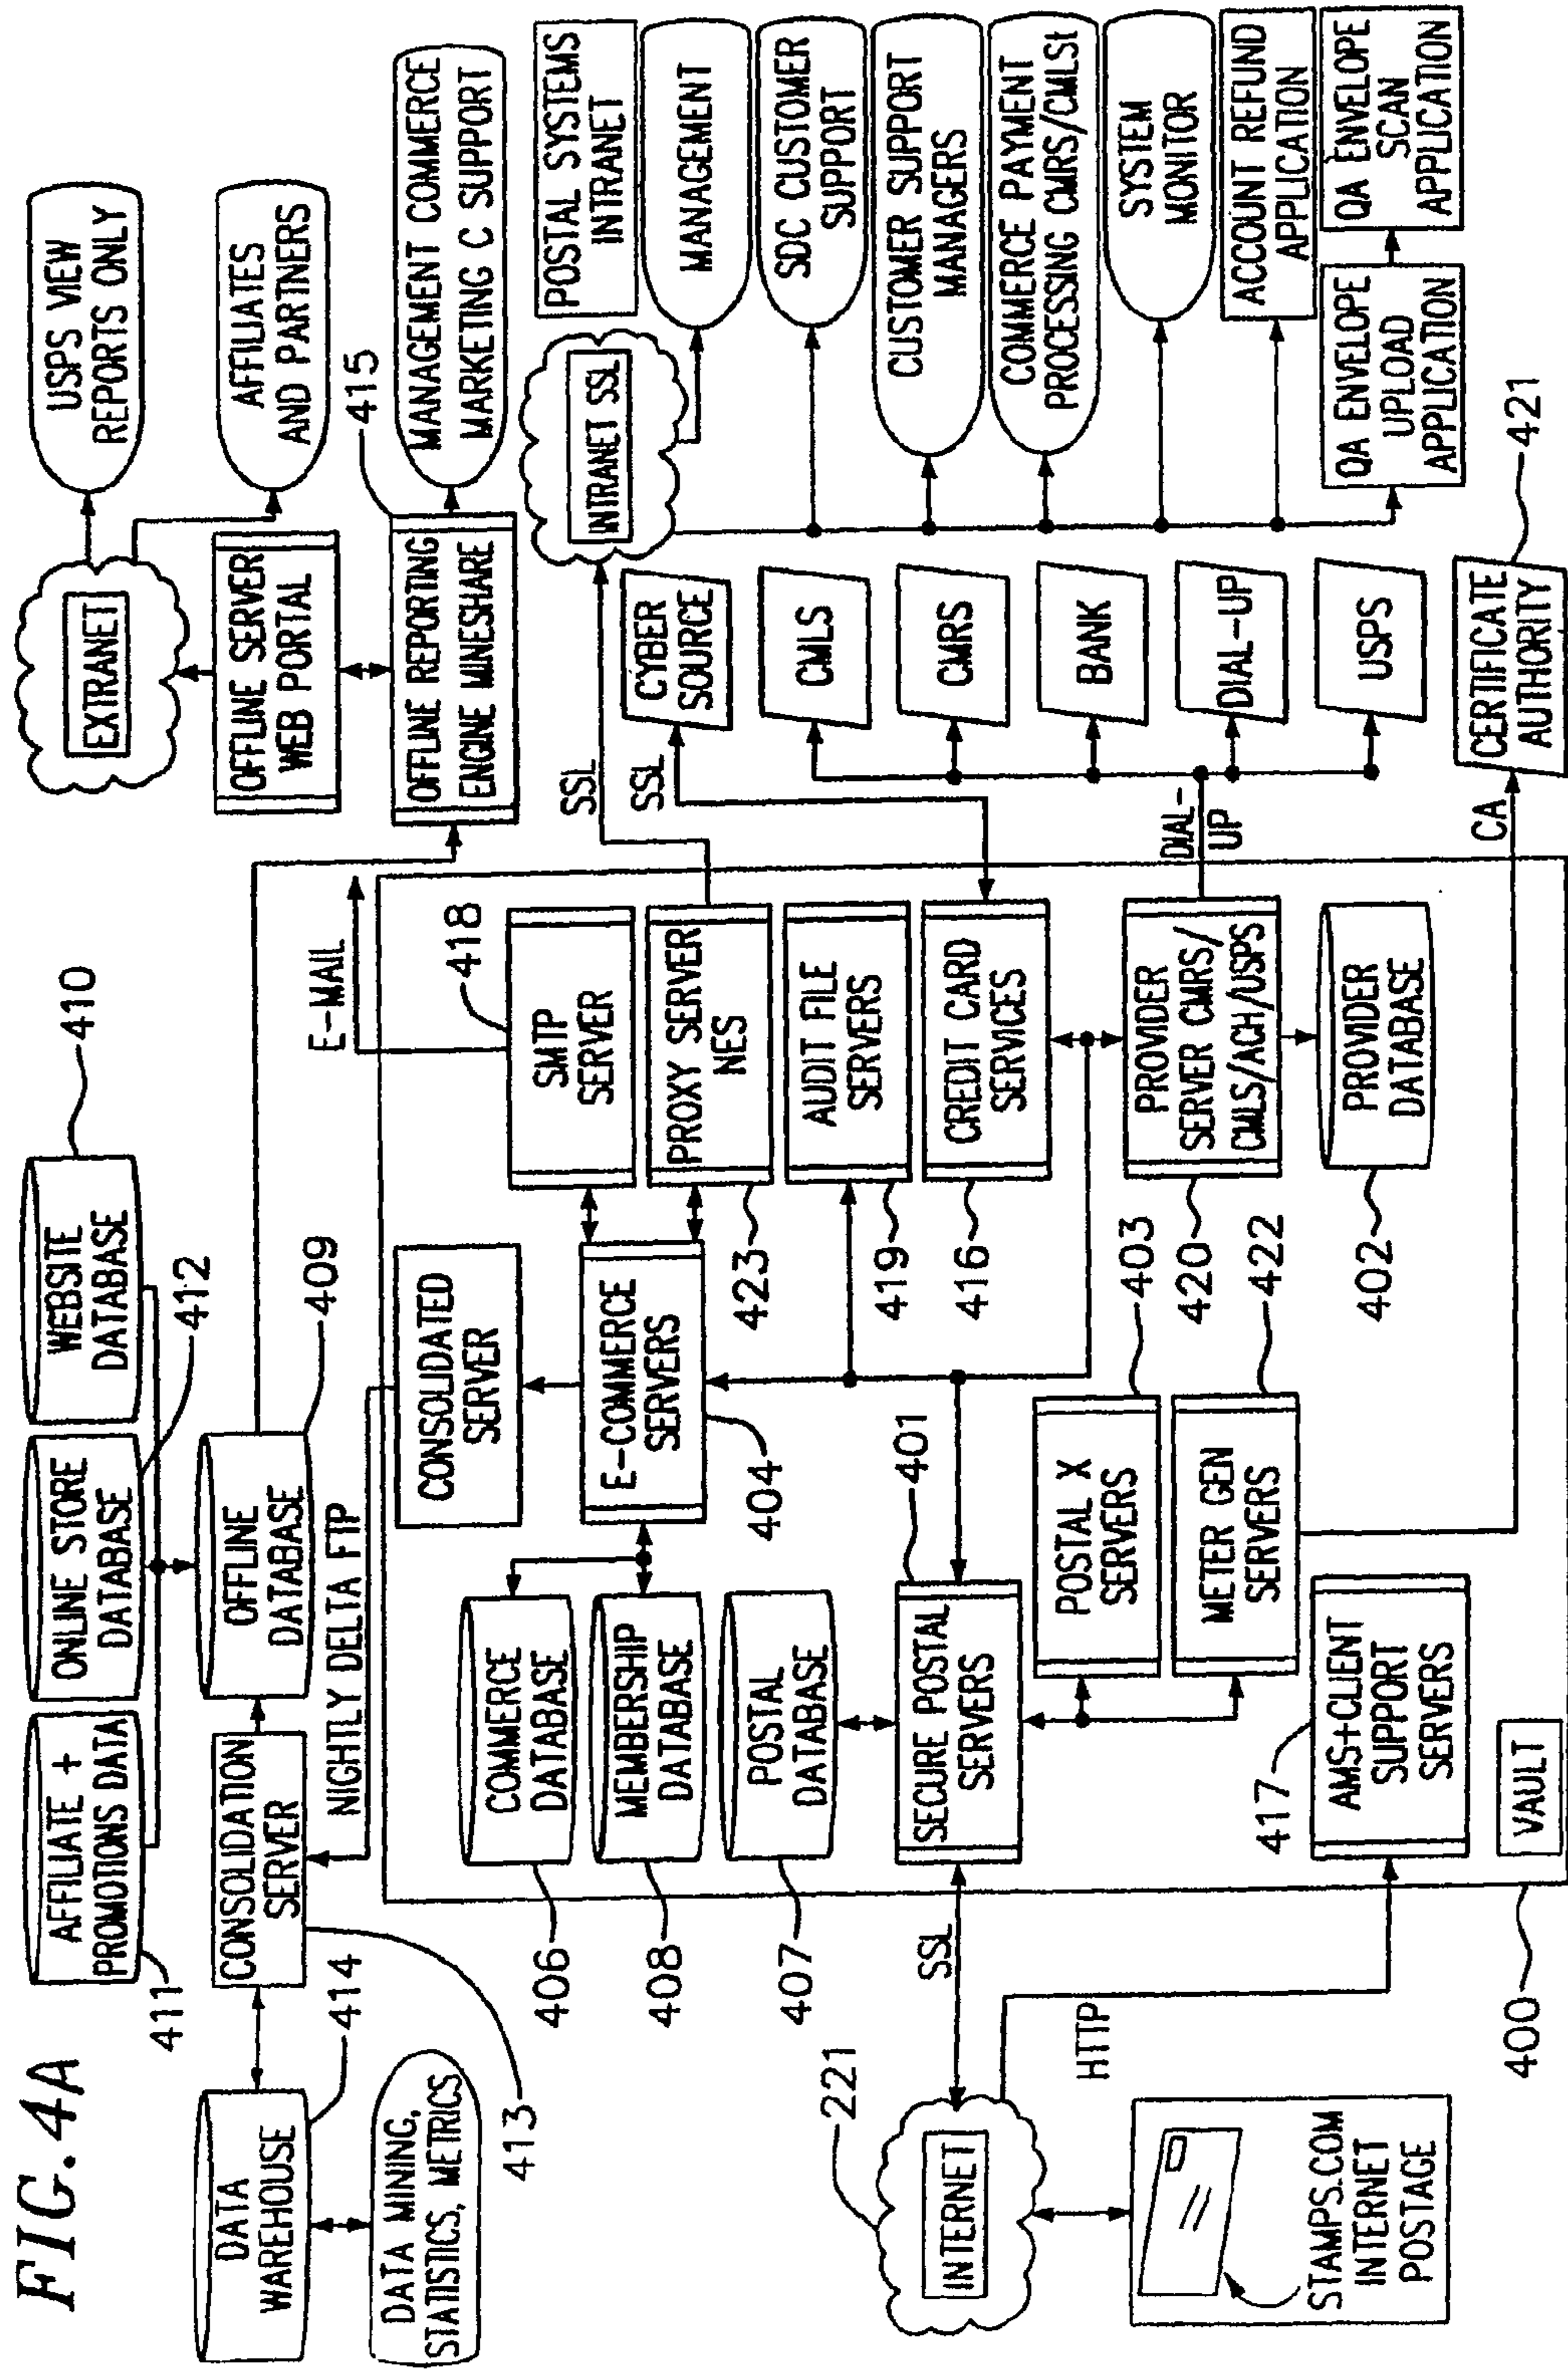 FIG. 4A
AFFILIATE +
PROMOTIONS DATA
411
ONLINE STORE
DATABASE
412
WEBSITE
DATABASE
410
EXTRANET
USPS VIEW
REPORTS ONLY
AFFILIATES
AND PARTNERS
DATA
WAREHOUSE
414
CONSOLIDATION
SERVER
413
OFFLINE
DATABASE
409
OFFLINE SERVER
WEB PORTAL
415
DATA MINING,
STATISTICS, METRICS
NIGHTLY DELTA FTP
E-MAIL
OFFLINE REPORTING
ENGINE MINESHARE
MANAGEMENT COMMERCE
MARKETING C SUPPORT
CONSOLIDATED
SERVER
418
SMTP
SERVER
SSL
INTRANET SSL
POSTAL SYSTEMS
INTRANET
COMMERCE
DATABASE
406
E-COMMERCE
SERVERS
404
PROXY SERVER
NES
423
SSL
CYBER
SOURCE
MANAGEMENT
MEMBERSHIP
DATABASE
408
POSTAL
DATABASE
407
AUDIT FILE
SERVERS
419
CMLS
SDC CUSTOMER
SUPPORT
221
INTERNET
SSL
401
SECURE POSTAL
SERVERS
CREDIT CARD
SERVICES
416
CMRS
CUSTOMER SUPPORT
MANAGERS
HTTP
POSTAL X
SERVERS
403
BANK
COMMERCE PAYMENT
PROCESSING CMRS/CMLSt
PROVIDER
SERVER CMRS/
CMLS/ACH/USPS
420
DIAL-
UP
DIAL-UP
SYSTEM
MONITOR
METER GEN
SERVERS
422
ACCOUNT REFUND
APPLICATION
STAMPS.COM
INTERNET
POSTAGE
417
AMS+CLIENT
SUPPORT
SERVERS
PROVIDER
DATABASE
402
USPS
QA ENVELOPE
UPLOAD
APPLICATION
QA ENVELOPE
SCAN
APPLICATION
400
VAULT
CA
CERTIFICATE
AUTHORITY
421